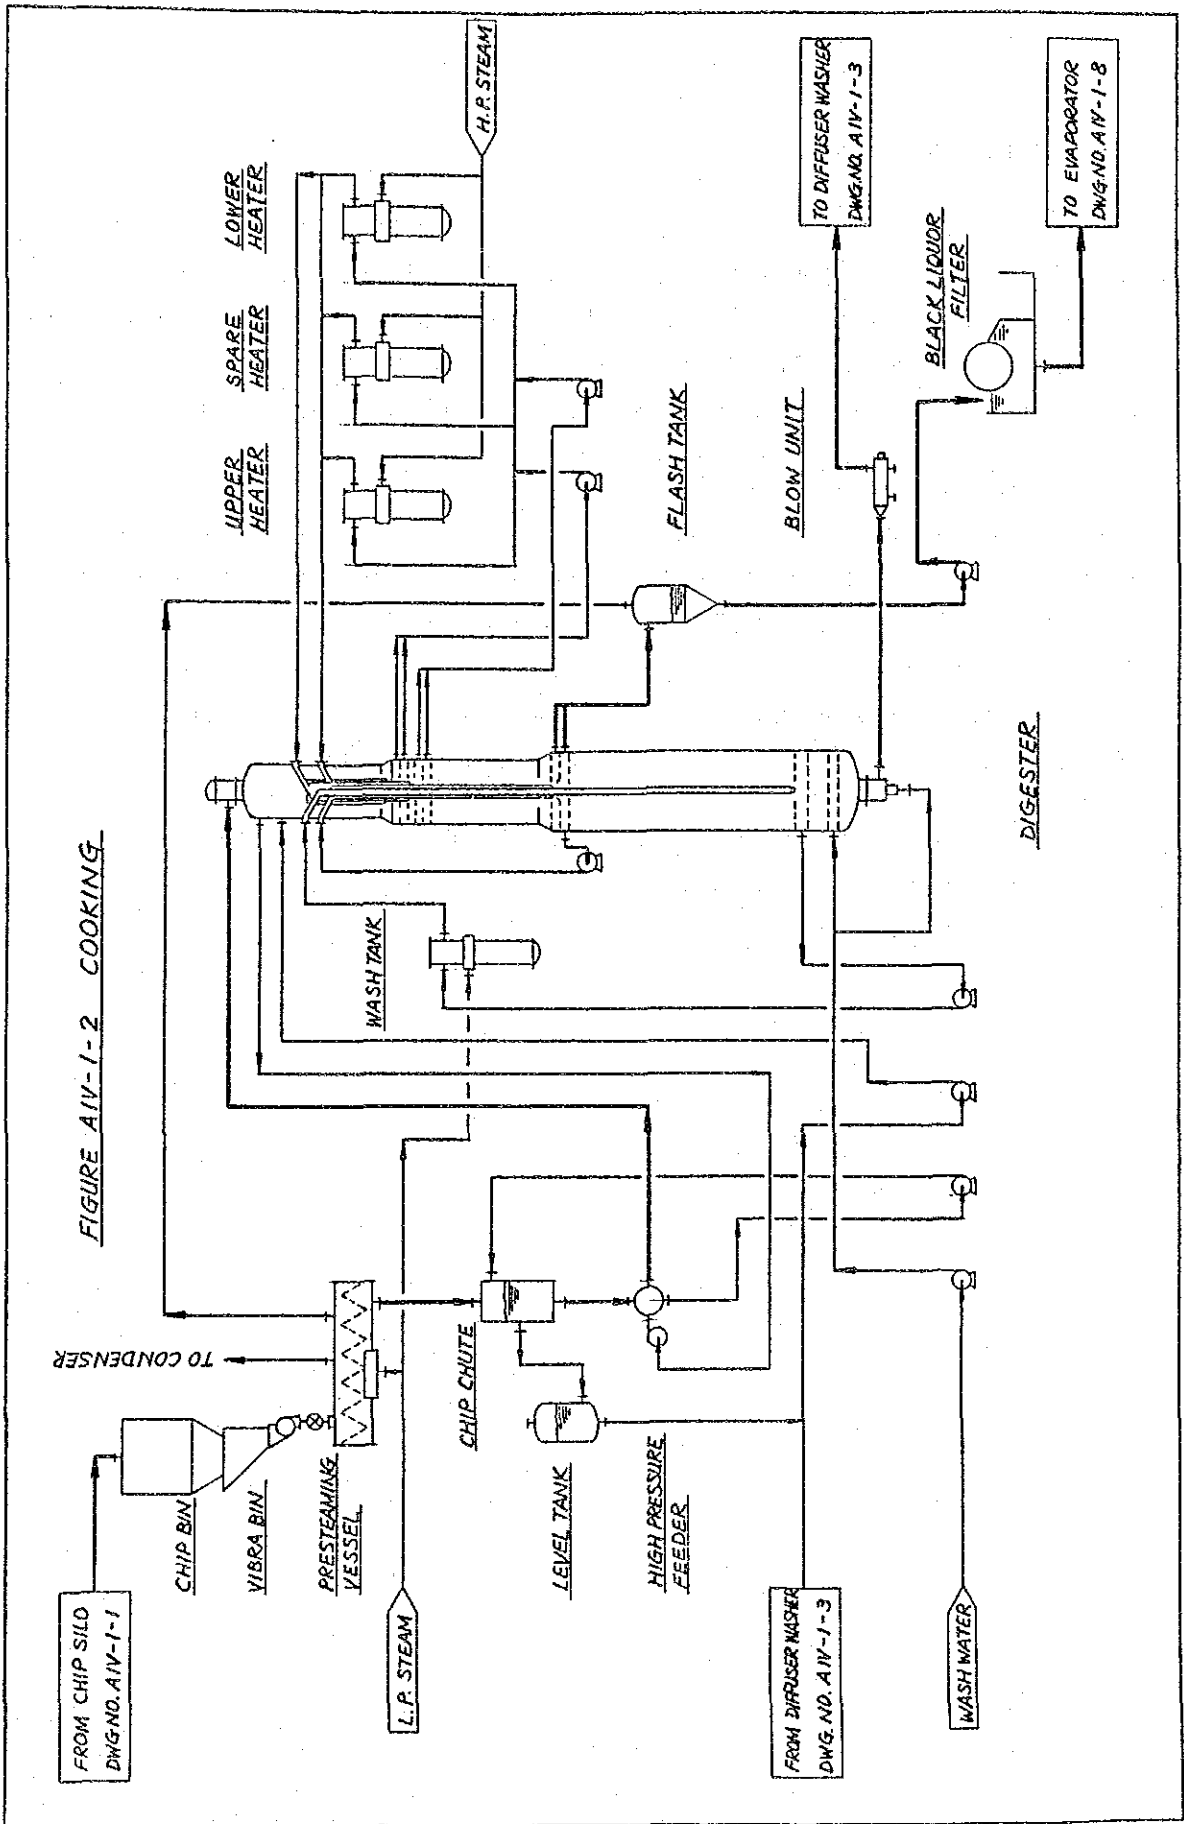 FIGURE AIV-1-2 COOKING
FROM CHIP SILO
DWG.NO. AIV-1-1
CHIP BIN
VIBRA BIN
PRESTEAMING
VESSEL
TO CONDENSER
L.P. STEAM
CHIP CHUTE
LEVEL TANK
HIGH PRESSURE
FEEDER
FROM DIFFUSER WASHER
DWG. NO. AIV-1-3
WASH WATER
WASH TANK
DIGESTER
UPPER
HEATER
SPARE
HEATER
LOWER
HEATER
H.P. STEAM
FLASH TANK
BLOW UNIT
BLACK LIQUOR
FILTER
TO DIFFUSER WASHER
DWG.NO. AIV-1-3
TO EVAPORATOR
DWG.NO. AIV-1-8